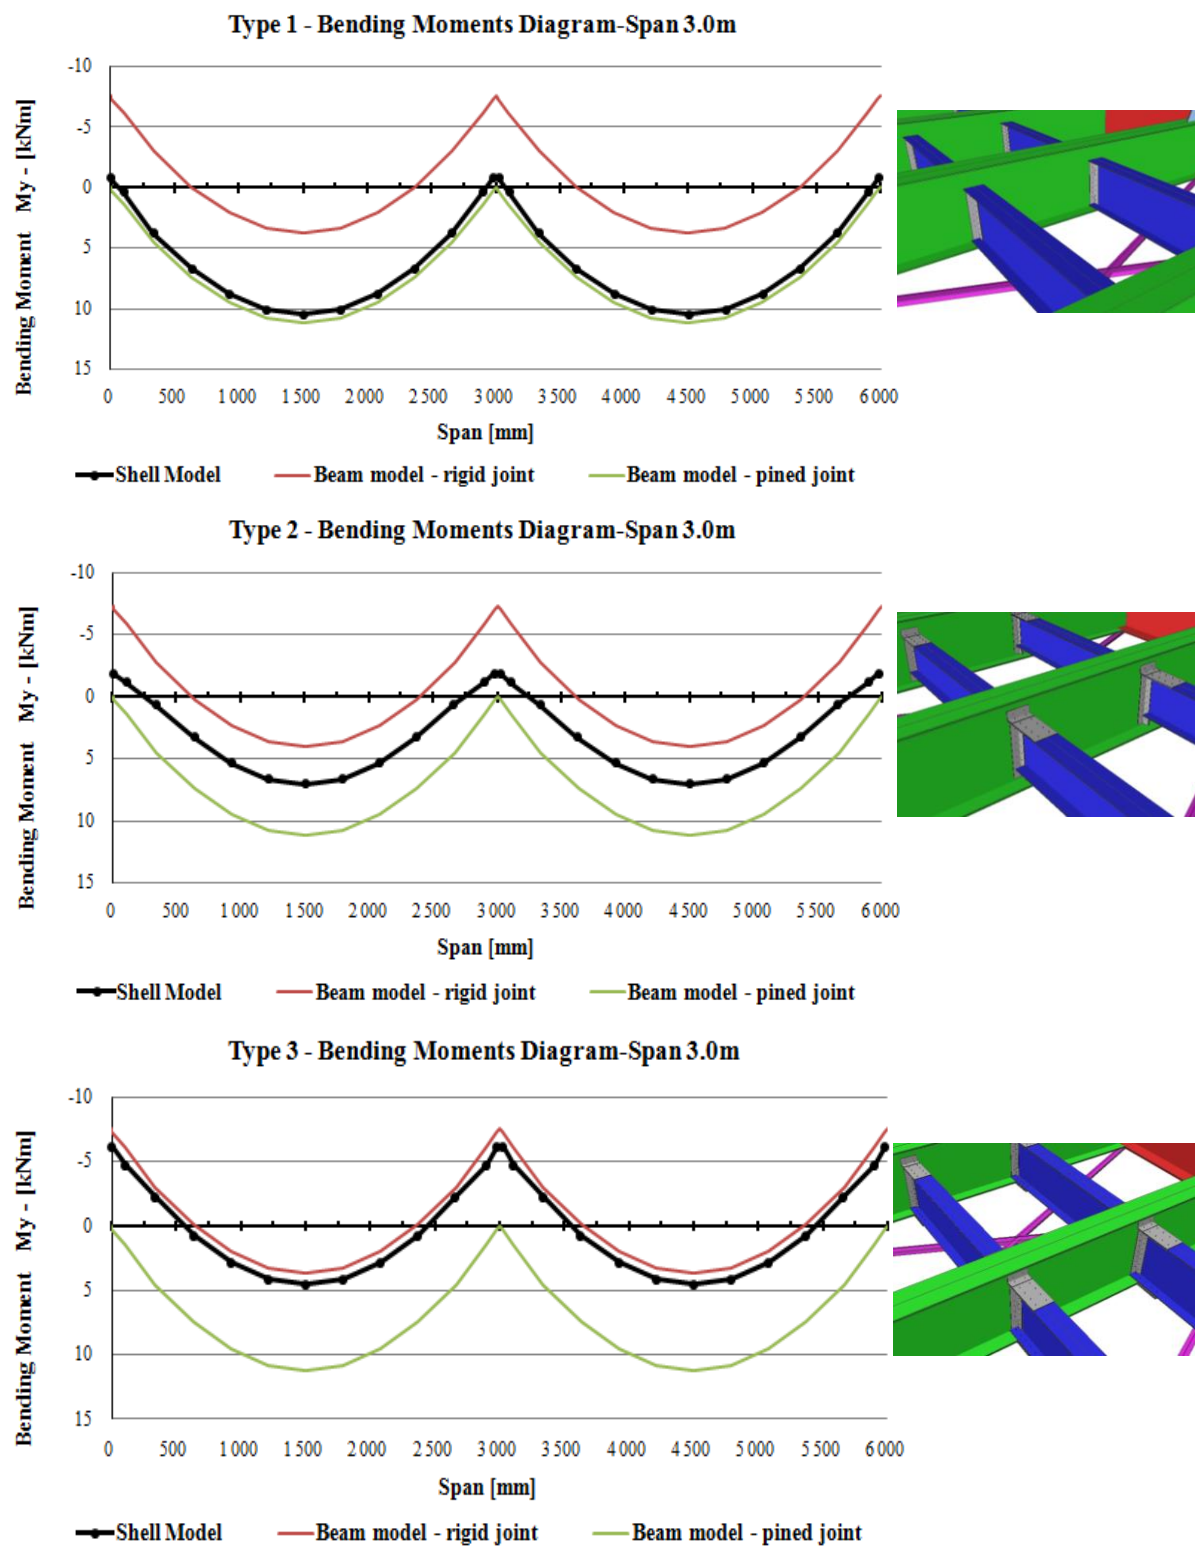 Type 1 - Bending Moments Diagram-Span 3.0m
Bending Moment My - [kNm]
-10
-5
0
5
10
15
0 500 1 000 1 500 2 000 2 500 3 000 3 500 4 000 4 500 5 000 5 500 6 000
Span [mm]
Shell Model Beam model - rigid joint Beam model - pined joint
Type 2 - Bending Moments Diagram-Span 3.0m
Bending Moment My - [kNm]
-10
-5
0
5
10
15
0 500 1 000 1 500 2 000 2 500 3 000 3 500 4 000 4 500 5 000 5 500 6 000
Span [mm]
Shell Model Beam model - rigid joint Beam model - pined joint
Type 3 - Bending Moments Diagram-Span 3.0m
Bending Moment My - [kNm]
-10
-5
0
5
10
15
0 500 1 000 1 500 2 000 2 500 3 000 3 500 4 000 4 500 5 000 5 500 6 000
Span [mm]
Shell Model Beam model - rigid joint Beam model - pined joint